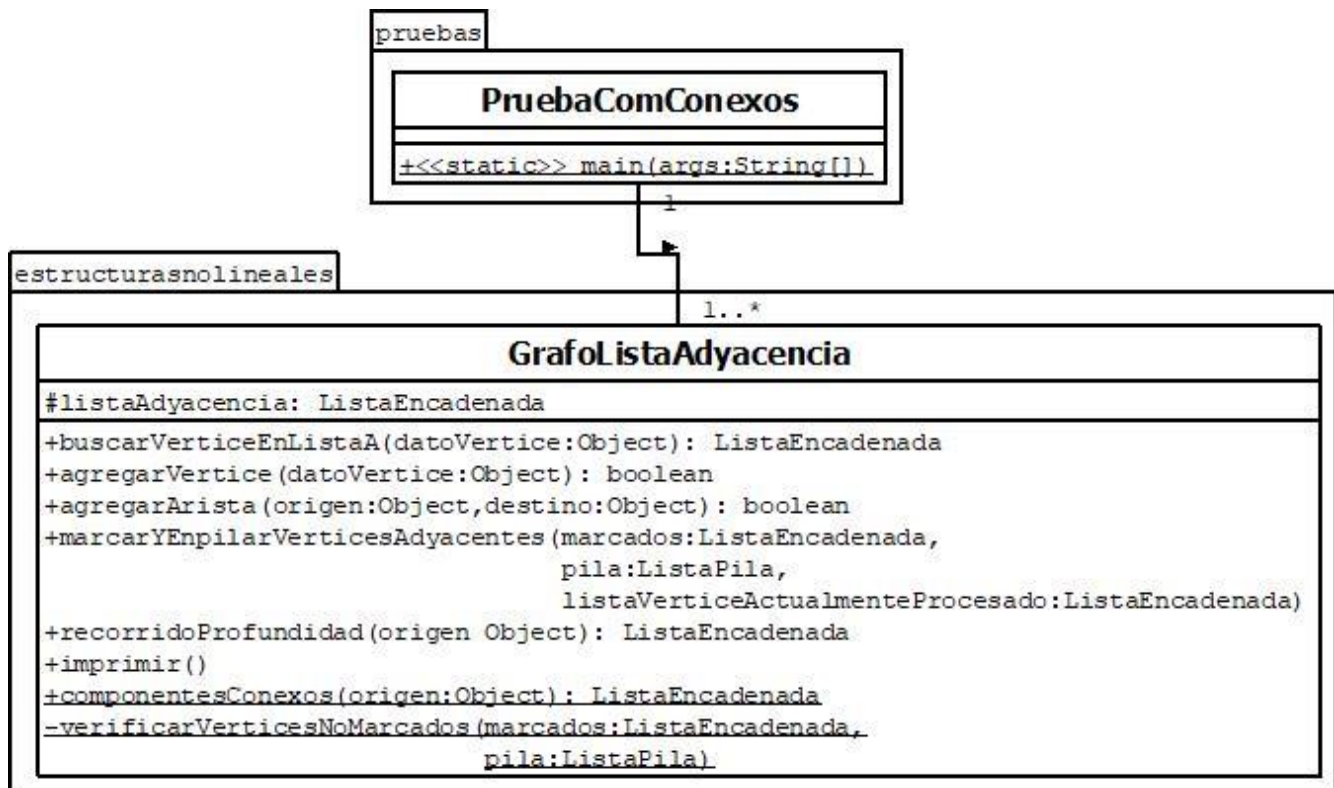 pruebas
PruebaComConexos
+<<static>> main(args:String[])
1
estructurasnolineales
1..*
GrafoListaAdyacencia
#listaAdyacencia: ListaEncadenada
+buscarVerticeEnListaA(datoVertice:Object): ListaEncadenada
+agregarVertice(datoVertice:Object): boolean
+agregarArista(origen:Object,destino:Object): boolean
+marcarYEnpilarVerticesAdyacentes(marcados:ListaEncadenada,
pila:ListaPila,
listaVerticeActualmenteProcesado:ListaEncadenada)
+recorridoProfundidad(origen Object): ListaEncadenada
+imprimir()
+componentesConexos(origen:Object): ListaEncadenada
-verificarVerticesNoMarcados(marcados:ListaEncadenada,
pila:ListaPila)